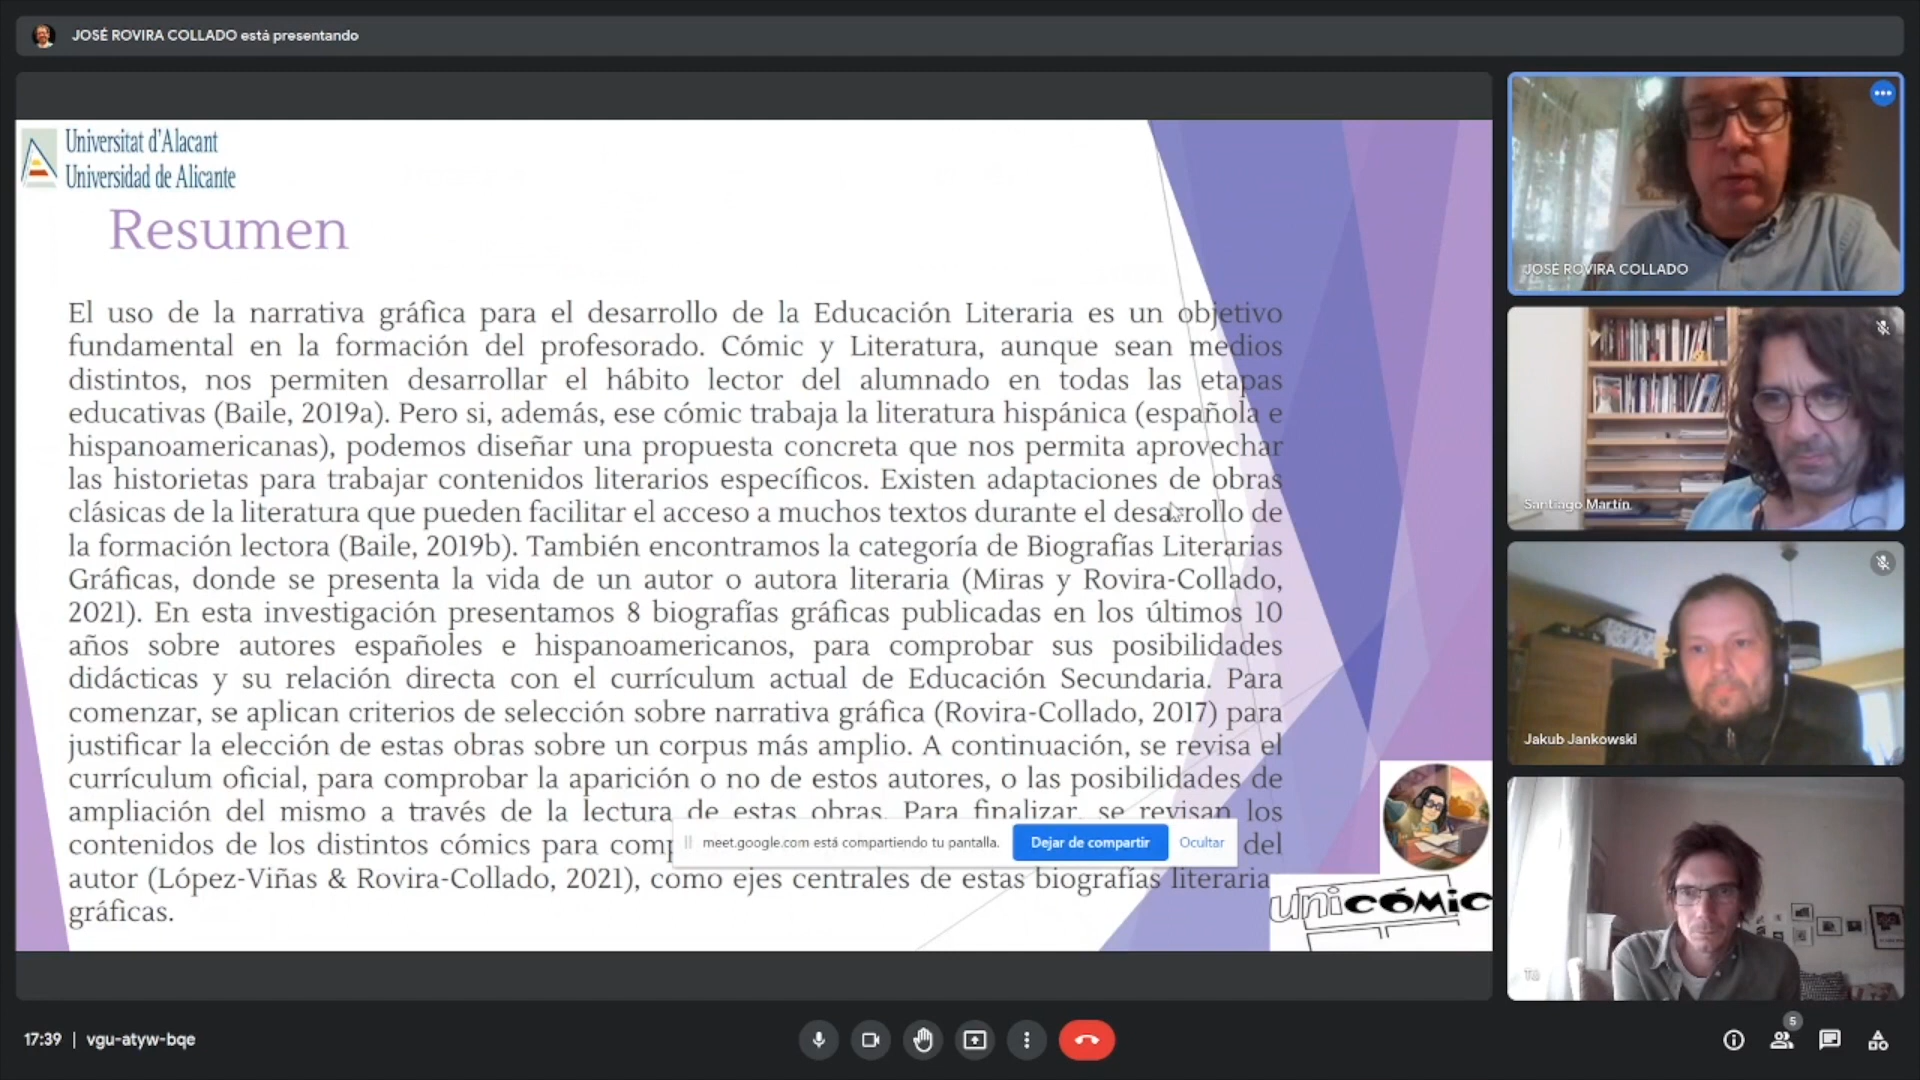 JOSÉ ROVIRA COLLADO está presentando
Universitat d'Alacant
Universidad de Alicante
Resumen
El uso de la narrativa gráfica para el desarrollo de la Educación Literaria es un objetivo
fundamental en la formación del profesorado. Cómic y Literatura, aunque sean medios
distintos, nos permiten desarrollar el hábito lector del alumnado en todas las etapas
educativas (Baile, 2019a). Pero si, además, ese cómic trabaja la literatura hispánica (española e
hispanoamericanas), podemos diseñar una propuesta concreta que nos permita aprovechar
las historietas para trabajar contenidos literarios específicos. Existen adaptaciones de obras
clásicas de la literatura que pueden facilitar el acceso a muchos textos durante el desarrollo de
la formación lectora (Baile, 2019b). También encontramos la categoría de Biografías Literarias
Gráficas, donde se presenta la vida de un autor o autora literaria (Miras y Rovira-Collado,
2021). En esta investigación presentamos 8 biografías gráficas publicadas en los últimos 10
años sobre autores españoles e hispanoamericanos, para comprobar sus posibilidades
didácticas y su relación directa con el currículum actual de Educación Secundaria. Para
comenzar, se aplican criterios de selección sobre narrativa gráfica (Rovira-Collado, 2017) para
justificar la elección de estas obras sobre un corpus más amplio. A continuación, se revisa el
currículum oficial, para comprobar la aparición o no de estos autores, o las posibilidades de
ampliación del mismo a través de la lectura de estas obras. Para finalizar, se revisan los
contenidos de los distintos cómics para comp del
autor (López-Viñas & Rovira-Collado, 2021), como ejes centrales de estas biografías literaria
gráficas.
meet.google.com está compartiendo tu pantalla. Dejar de compartir Ocultar
unicómic
JOSÉ ROVIRA COLLADO
Santiago Martín
Jakub Jankowski
Tú
17:39 | vgu-atyw-bqe
5